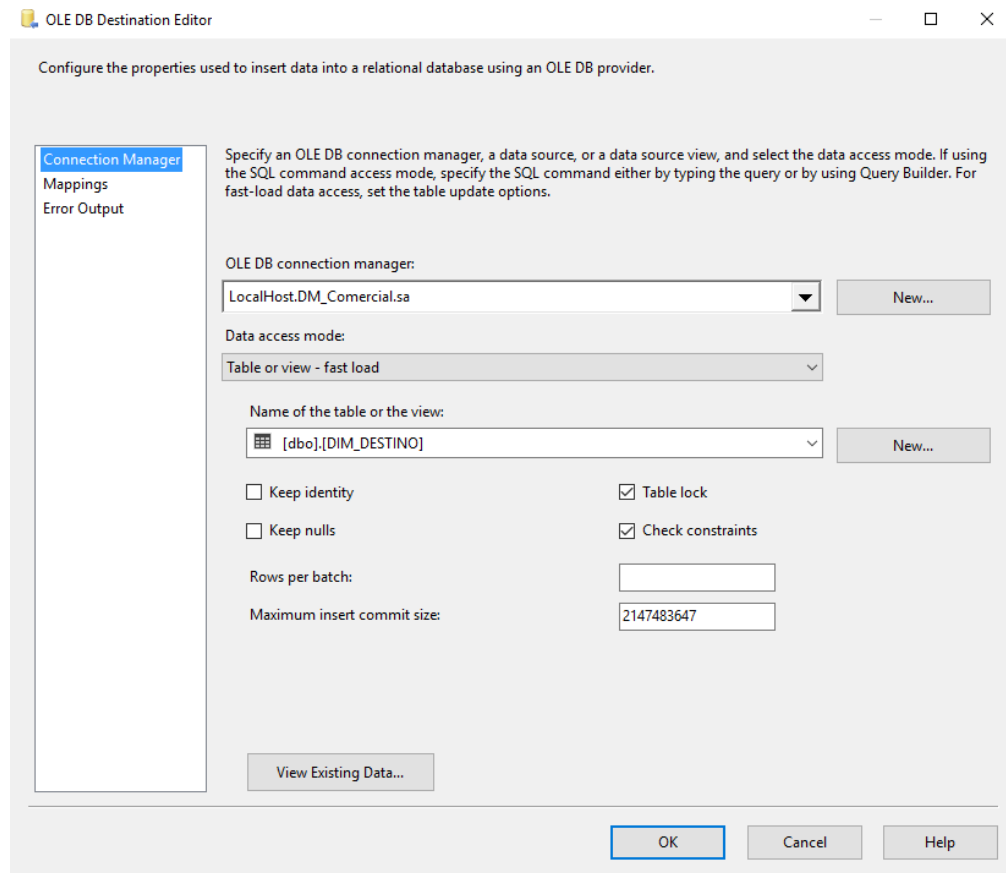 OLE DB Destination Editor
Configure the properties used to insert data into a relational database using an OLE DB provider.
Connection Manager
Mappings
Error Output
Specify an OLE DB connection manager, a data source, or a data source view, and select the data access mode. If using
the SQL command access mode, specify the SQL command either by typing the query or by using Query Builder. For
fast-load data access, set the table update options.
OLE DB connection manager:
LocalHost.DM_Comercial.sa
New...
Data access mode:
Table or view - fast load
Name of the table or the view:
[dbo].[DIM_DESTINO]
New...
Keep identity
Table lock
Keep nulls
Check constraints
Rows per batch:
Maximum insert commit size:
2147483647
View Existing Data...
OK
Cancel
Help